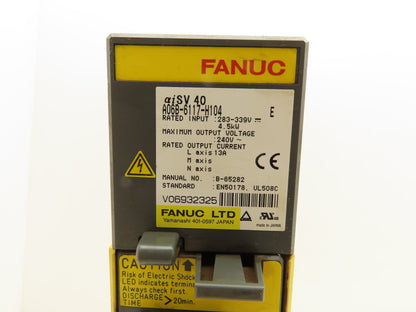 FANUC
αiSV 40
A06B-6117-H104 E
RATED INPUT :283-339V
4.5kW
MAXIMUM OUTPUT VOLTAGE
:240V~
RATED OUTPUT CURRENT
L axis 13A
M axis
N axis
MANUAL NO. :B-65282
STANDARD :EN50178, UL508C
V06932325
FANUC LTD
Yamanashi 401-0597 JAPAN
MADE IN JAPAN
CAUTION
Risk of Electric Shock
LED indicates termina
Always check first.
DISCHARGE > 20min.
TIME